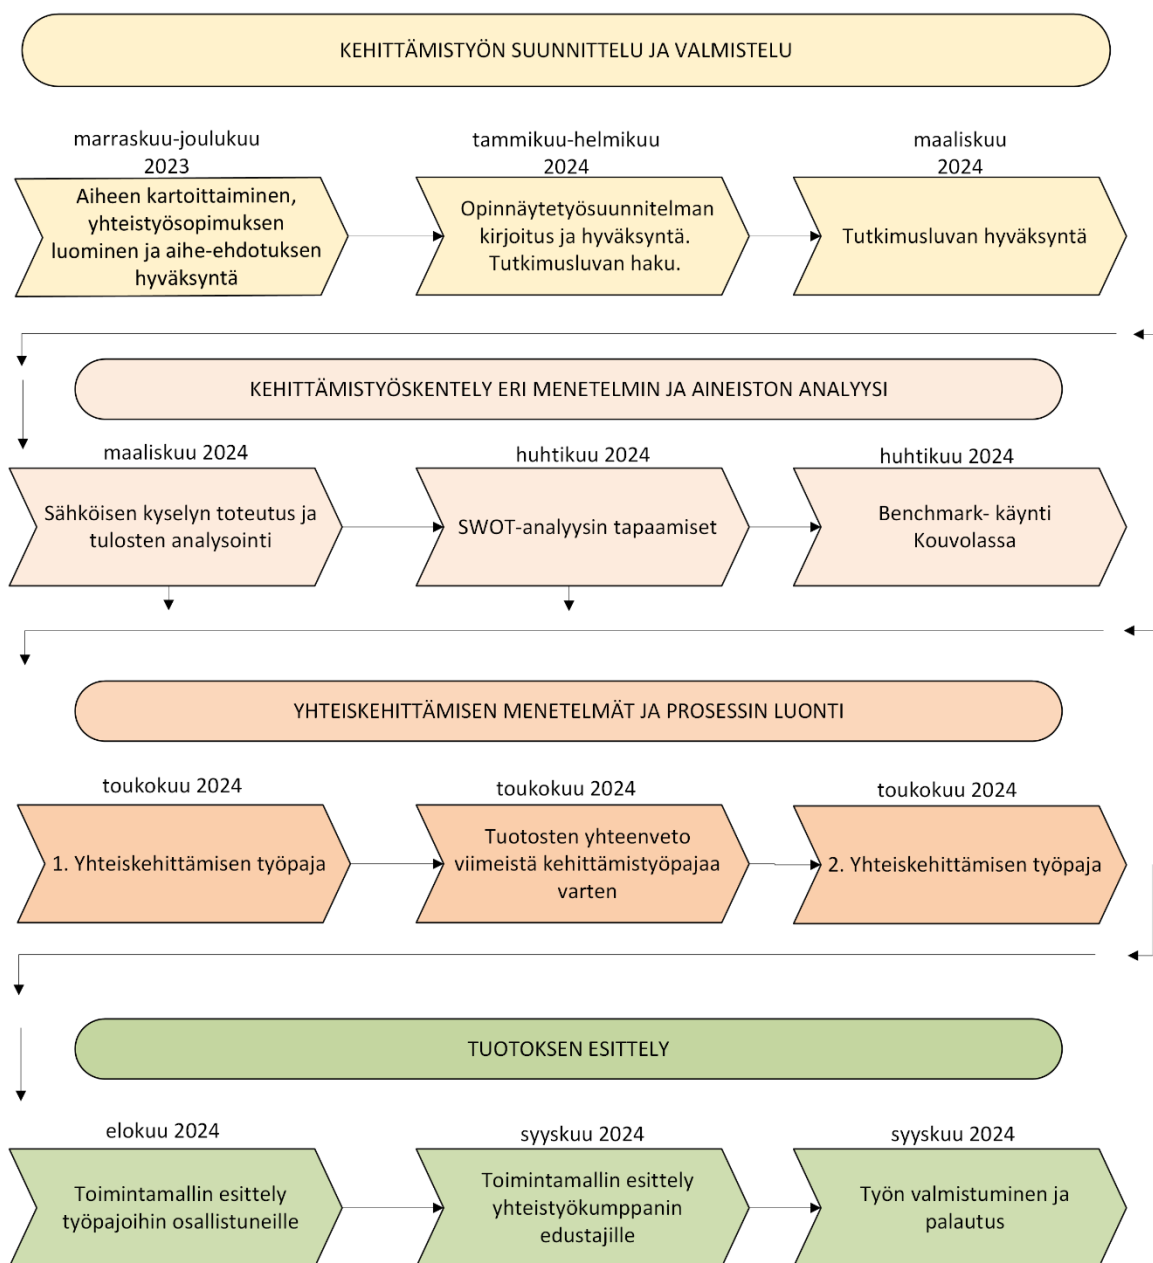 KEHITTÄMISTYÖN SUUNNITTELU JA VALMISTELU
marraskuu-joulukuu
2023
Aiheen kartoittaiminen,
yhteistyösopimuksen
luominen ja aihe-ehdotuksen
hyväksyntä
tammikuu-helmikuu
2024
Opinnäytetyösuunnitelman
kirjoitus ja hyväksyntä.
Tutkimusluvan haku.
maaliskuu
2024
Tutkimusluvan hyväksyntä
KEHITTÄMISTYÖSKENTELY ERI MENETELMIN JA AINEISTON ANALYYSI
maaliskuu 2024
Sähköisen kyselyn toteutus ja
tulosten analysointi
huhtikuu 2024
SWOT-analyysin tapaamiset
huhtikuu 2024
Benchmark- käynti
Kouvolassa
YHTEISKEHITTÄMISEN MENETELMÄT JA PROSESSIN LUONTI
toukokuu 2024
1. Yhteiskehittämisen työpaja
toukokuu 2024
Tuotosten yhteenveto
viimeistä kehittämistyöpajaa
varten
toukokuu 2024
2. Yhteiskehittämisen työpaja
TUOTOKSEN ESITTELY
elokuu 2024
Toimintamallin esittely
työpajoihin osallistuneille
syyskuu 2024
Toimintamallin esittely
yhteistyökumppanin
edustajille
syyskuu 2024
Työn valmistuminen ja
palautus